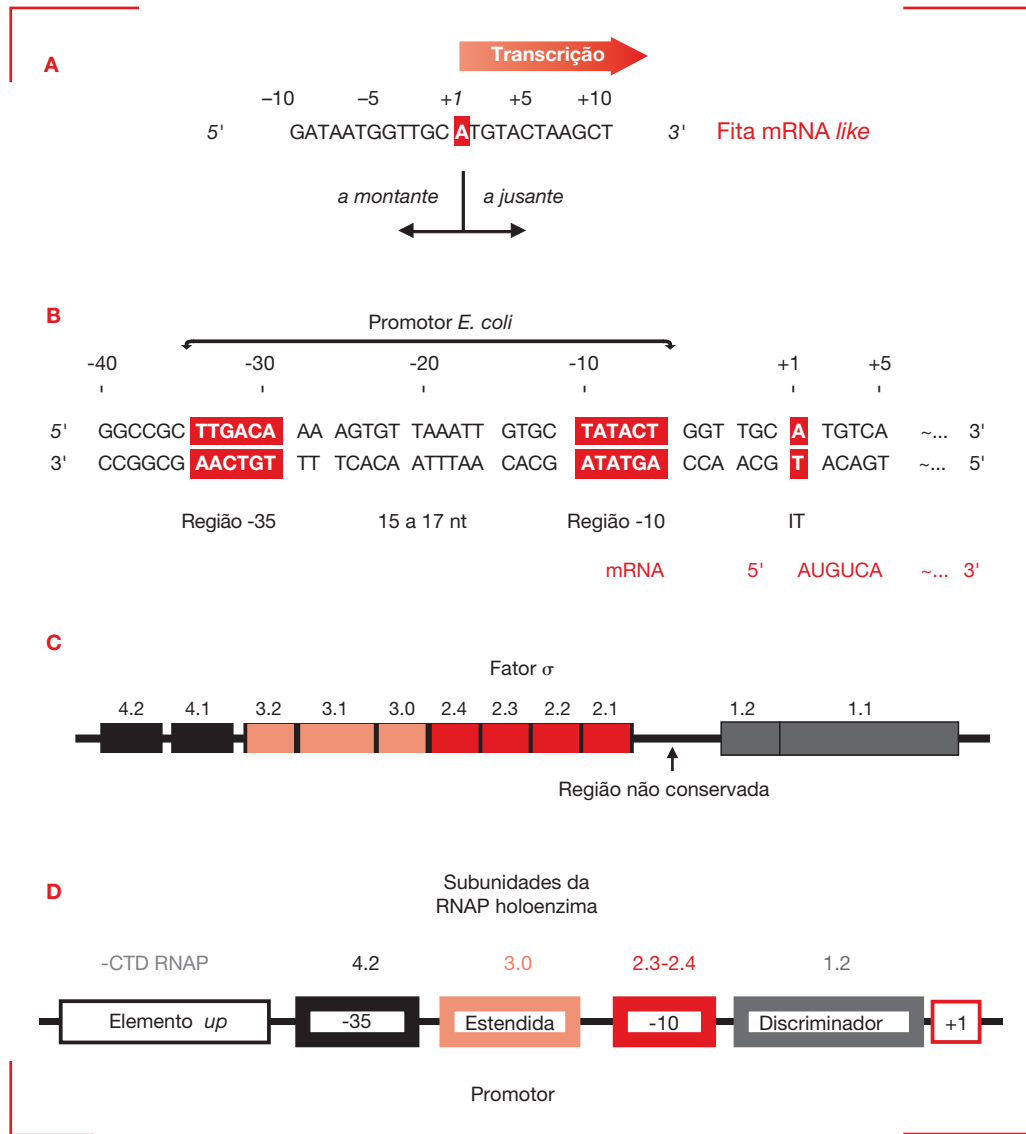 A
Transcrição
–10 –5 +1 +5 +10
5' GATAATGGTTGC A TGTACTAAGCT 3' Fita mRNA like
a montante a jusante
B
Promotor E. coli
-40 -30 -20 -10 +1 +5
5' GGCCGC TTGACA AA AGTGT TAAATT GTGC TATACT GGT TGC A TGTCA ~... 3'
3' CCGGCG AACTGT TT TCACA ATTTAA CACG ATATGA CCA ACG T ACAGT ~... 5'
Região -35 15 a 17 nt Região -10 IT
mRNA 5' AUGUCA ~... 3'
C
Fator σ
4.2 4.1 3.2 3.1 3.0 2.4 2.3 2.2 2.1 1.2 1.1
Região não conservada
D
Subunidades da
RNAP holoenzima
-CTD RNAP 4.2 3.0 2.3-2.4 1.2
Elemento up -35 Estendida -10 Discriminador +1
Promotor